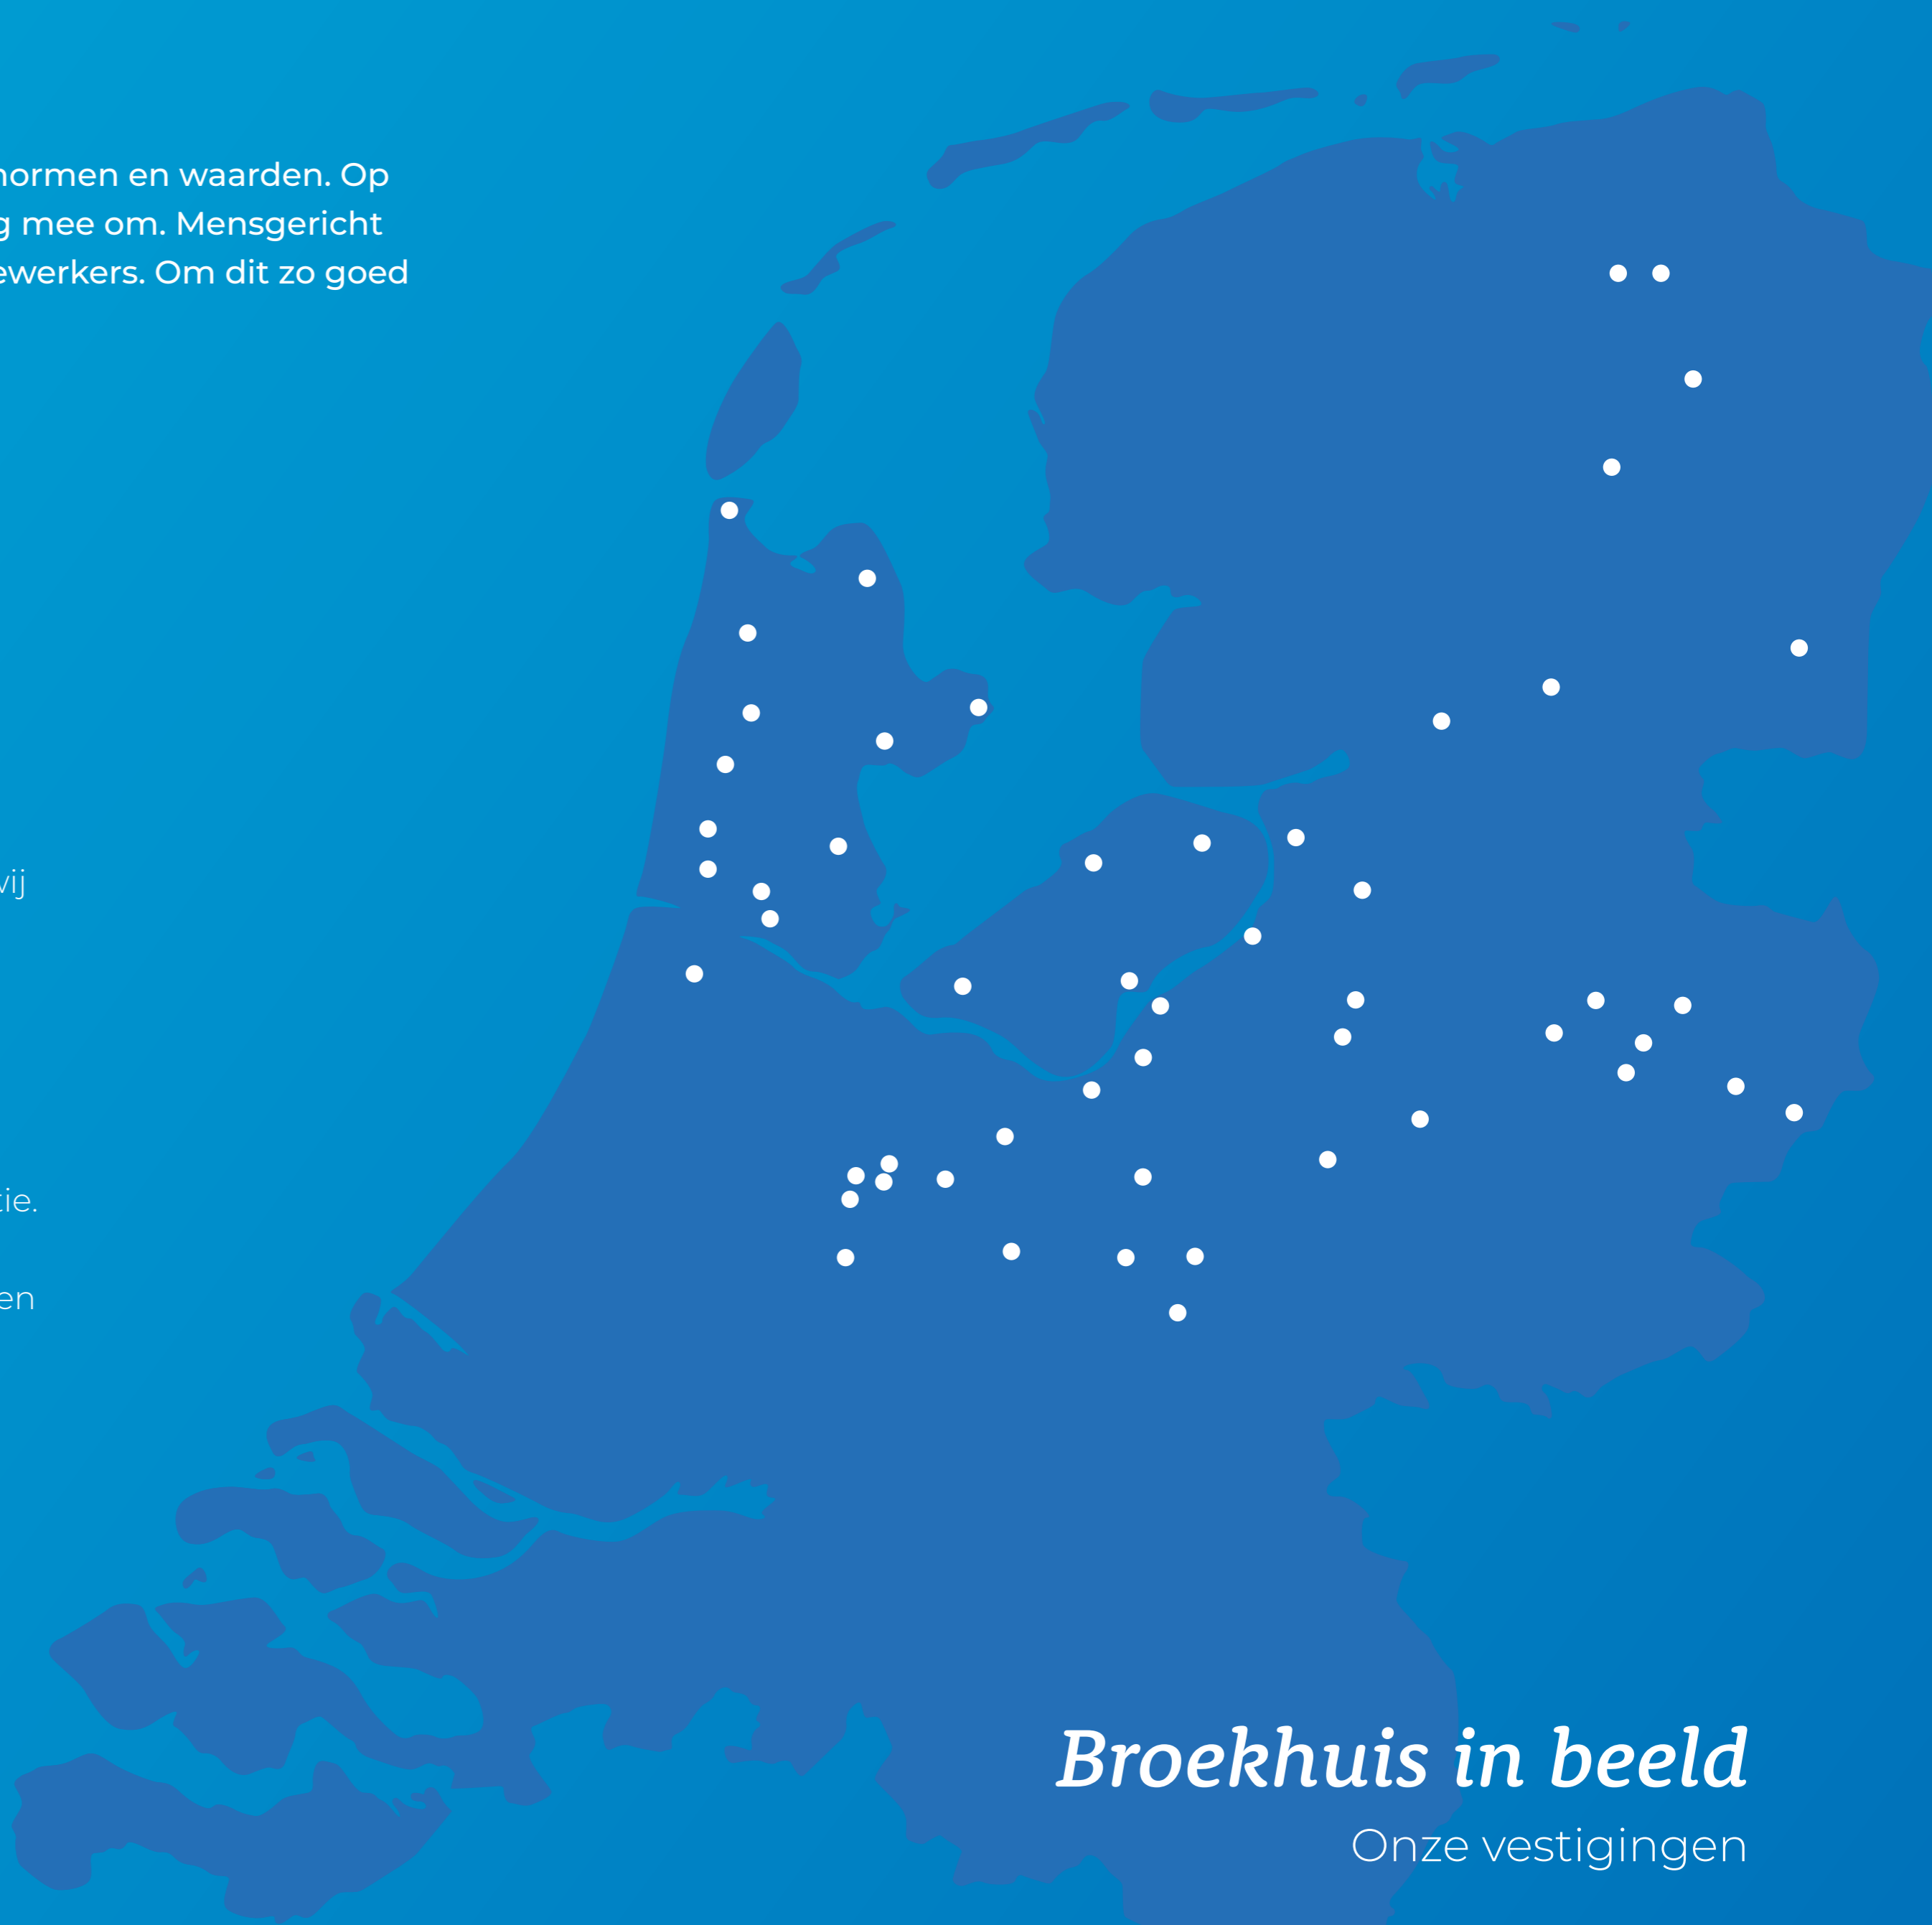 normen en waarden. Op
g mee om. Mensgericht
ewerkers. Om dit zo goed
wij
tie.
en
Broekhuis in beeld
Onze vestigingen